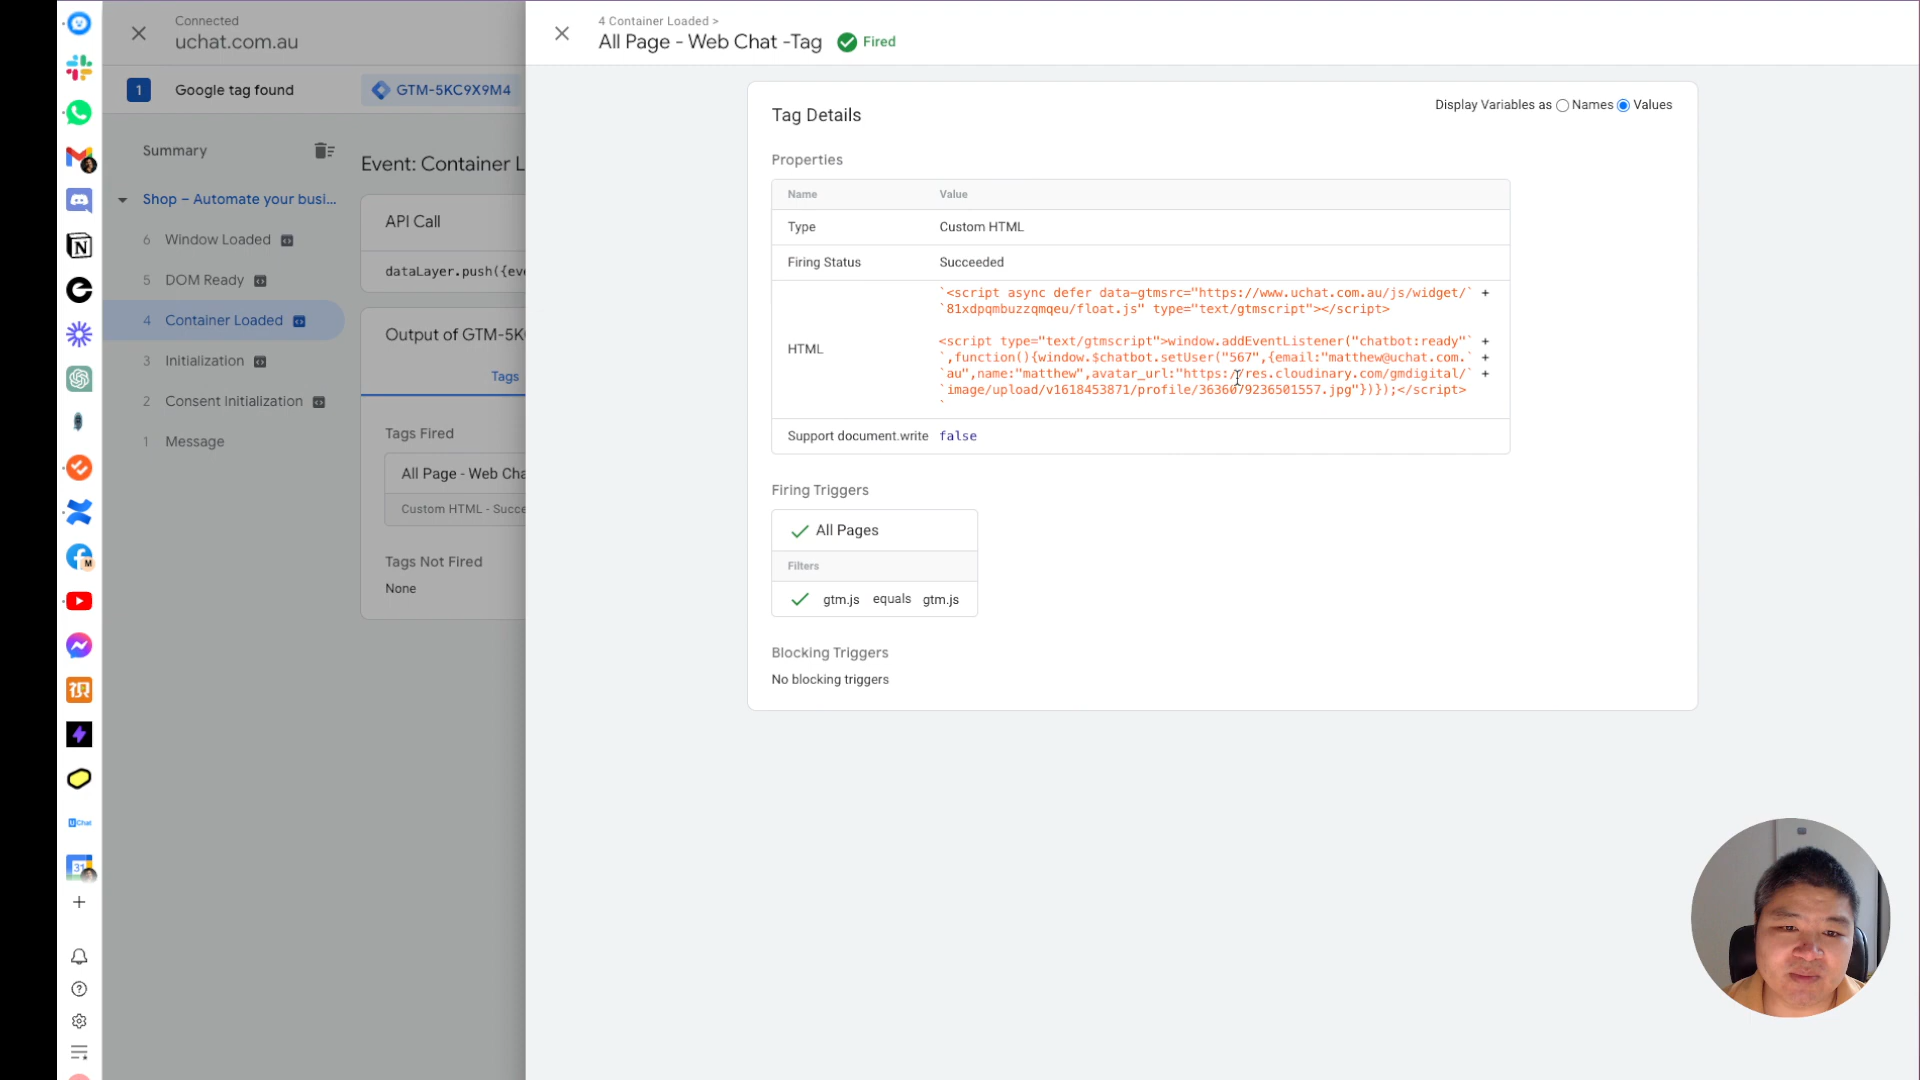 Connected
uchat.com.au
1
Google tag found
GTM-5KC9X9M4
Summary
Shop – Automate your busi...
6 Window Loaded
5 DOM Ready
4 Container Loaded
3 Initialization
2 Consent Initialization
1 Message
Event: Container L
API Call
dataLayer.push({eve
Output of GTM-5K
Tags
Tags Fired
All Page - Web Cha
Custom HTML - Succe
Tags Not Fired
None
4 Container Loaded >
All Page - Web Chat -Tag
Fired
Tag Details
Display Variables as Names Values
Properties
Name Value
Type Custom HTML
Firing Status Succeeded
HTML
`<script async defer data-gtmsrc="https://www.uchat.com.au/js/widget/` +
`81xdpqmbuzzqmqeu/float.js" type="text/gtmscript"></script>
<script type="text/gtmscript">window.addEventListener("chatbot:ready"` +
`,function(){window.$chatbot.setUser("567",{email:"matthew@uchat.com.` +
`au",name:"matthew",avatar_url:"https://res.cloudinary.com/gmdigital/` +
`image/upload/v1618453871/profile/3636079236501557.jpg"})});</script>
`
Support document.write false
Firing Triggers
All Pages
Filters
gtm.js equals gtm.js
Blocking Triggers
No blocking triggers
UChat
31
M